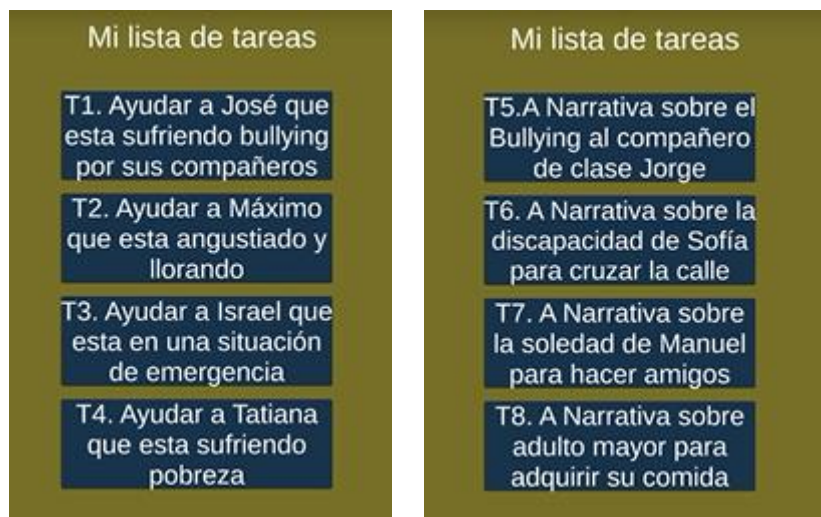 Mi lista de tareas
T1. Ayudar a José que
esta sufriendo bullying
por sus compañeros
T2. Ayudar a Máximo
que esta angustiado y
llorando
T3. Ayudar a Israel que
esta en una situación
de emergencia
T4. Ayudar a Tatiana
que esta sufriendo
pobreza
Mi lista de tareas
T5.A Narrativa sobre el
Bullying al compañero
de clase Jorge
T6. A Narrativa sobre la
discapacidad de Sofía
para cruzar la calle
T7. A Narrativa sobre
la soledad de Manuel
para hacer amigos
T8. A Narrativa sobre
adulto mayor para
adquirir su comida